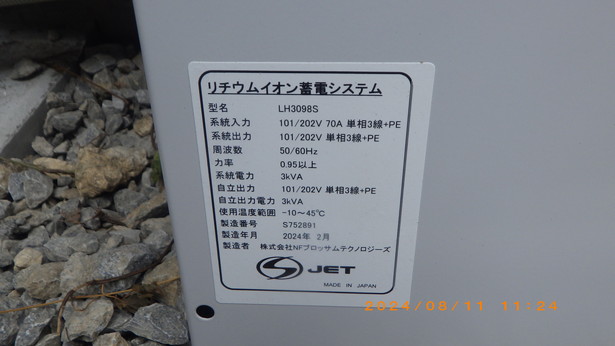 リチウムイオン蓄電システム
型名 LH3098S
系統入力 101/202V 70A 単相3線+PE
系統出力 101/202V 単相3線+PE
周波数 50/60Hz
力率 0.95以上
系統電力 3kVA
自立出力 101/202V 単相3線+PE
自立出力電力 3kVA
使用温度範囲 -10～45℃
製造番号 S752891
製造年月 2024年 2月
製造者 株式会社NFブロッサムテクノロジーズ
S JET
MADE IN JAPAN
2024/08/11 11:24